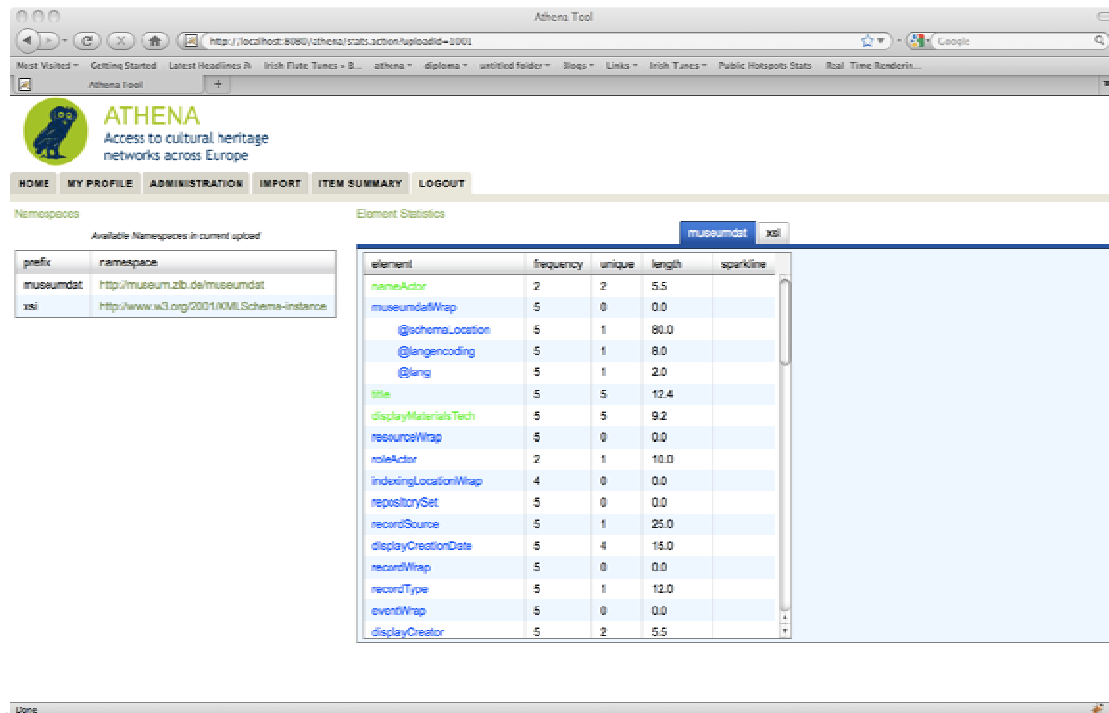 Athena Tool
http://localhost:8080/athena/stats.action?uploadId=1001
Google
Most Visited Getting Started Latest Headlines Irish Flute Tunes » B... athena diploma untitled folder Blogs Links Irish Tunes Public Hotspots Stats Real Time Renderin...
Athena Tool +
ATHENA
Access to cultural heritage
networks across Europe
HOME MY PROFILE ADMINISTRATION IMPORT ITEM SUMMARY LOGOUT
Namespaces
Available Namespaces in current upload
prefix namespace
museumdat http://museum.zib.de/museumdat
xsi http://www.w3.org/2001/XMLSchema-instance
Element Statistics
museumdat xsi
element frequency unique length sparkline
nameActor 2 2 5.5
museumdatWrap 5 0 0.0
@schemaLocation 5 1 80.0
@langencoding 5 1 8.0
@lang 5 1 2.0
title 5 5 12.4
displayMaterialsTech 5 5 9.2
resourceWrap 5 0 0.0
roleActor 2 1 10.0
indexingLocationWrap 4 0 0.0
repositorySet 5 0 0.0
recordSource 5 1 25.0
displayCreationDate 5 4 15.0
recordWrap 5 0 0.0
recordType 5 1 12.0
eventWrap 5 0 0.0
displayCreator 5 2 5.5
Done